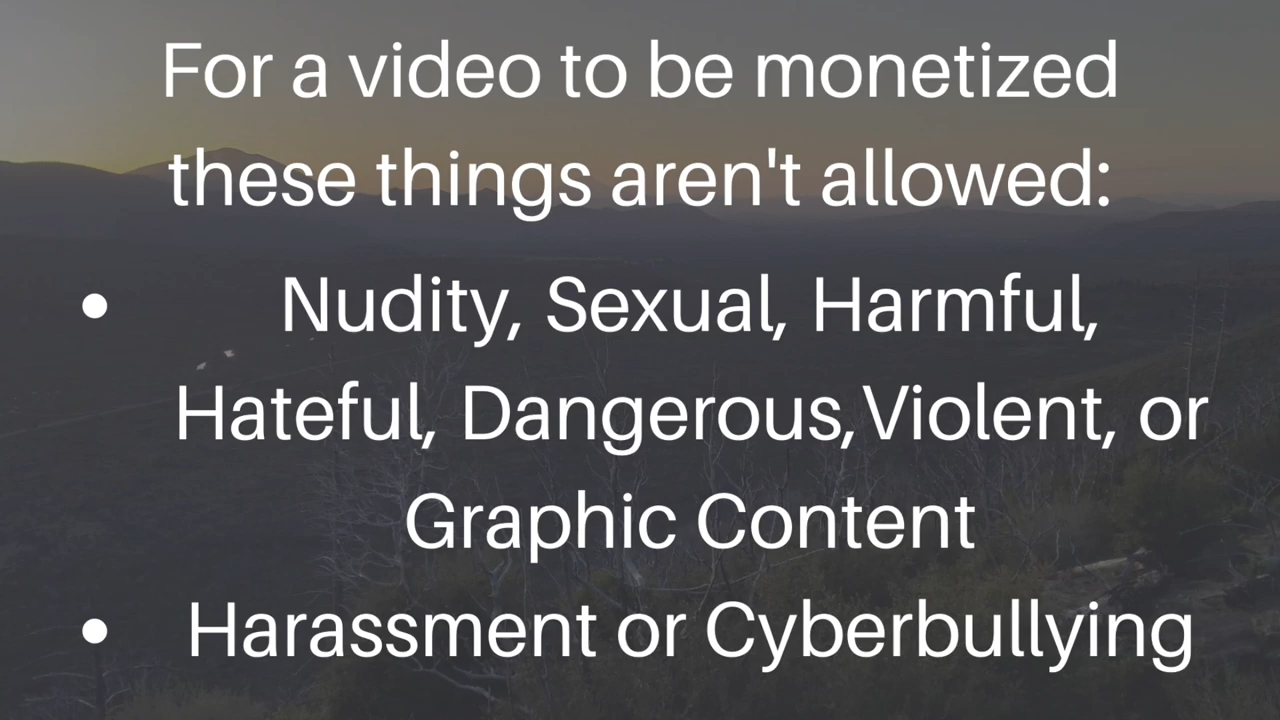 For a video to be monetized
these things aren't allowed:
• Nudity, Sexual, Harmful,
Hateful, Dangerous,Violent, or
Graphic Content
• Harassment or Cyberbullying